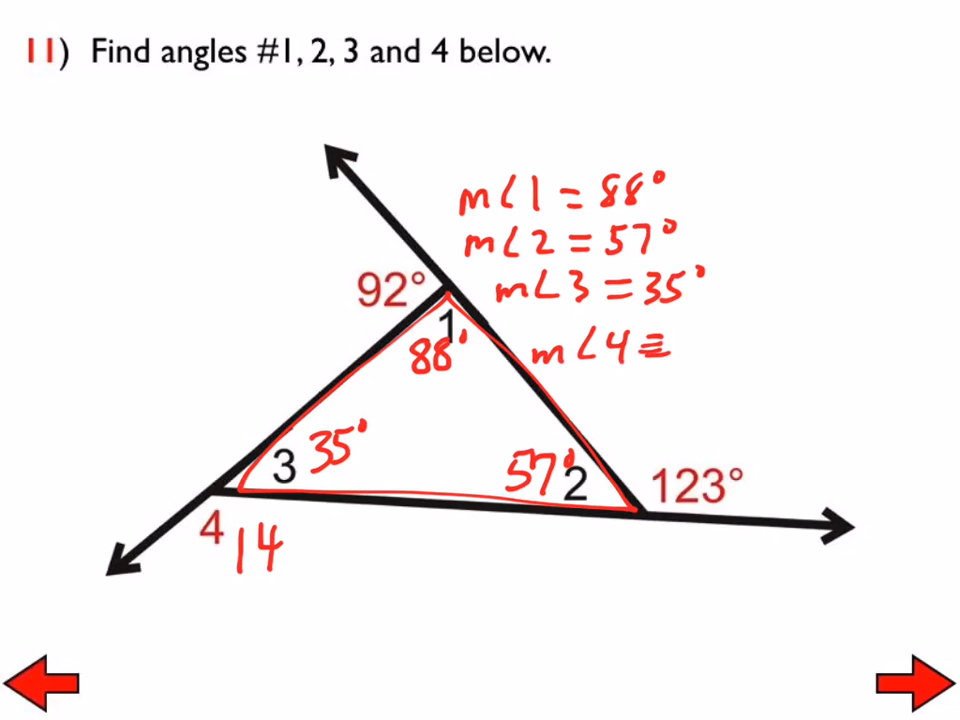 11) Find angles #1, 2, 3 and 4 below.
m∠1 = 88°
m∠2 = 57°
92°
m∠3 = 35°
1
88°
m∠4 =
3 35°
57° 2
123°
4 14